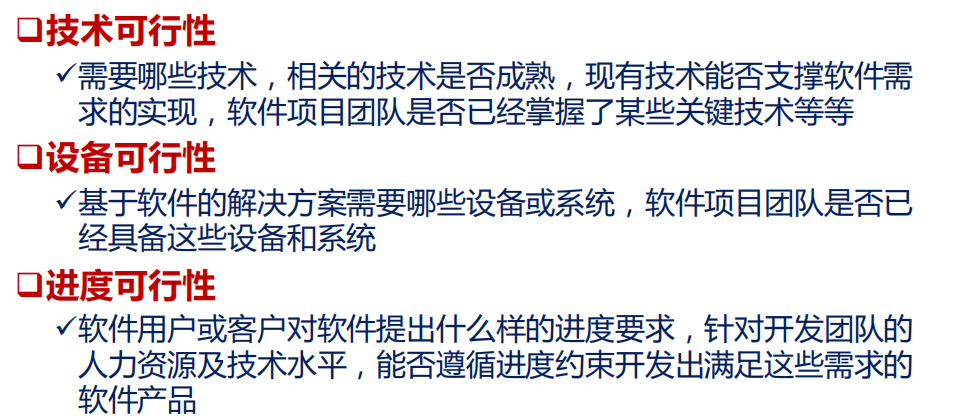 ❑技术可行性
✓需要哪些技术，相关的技术是否成熟，现有技术能否支撑软件需
求的实现，软件项目团队是否已经掌握了某些关键技术等等
❑设备可行性
✓基于软件的解决方案需要哪些设备或系统，软件项目团队是否已
经具备这些设备和系统
❑进度可行性
✓软件用户或客户对软件提出什么样的进度要求，针对开发团队的
人力资源及技术水平，能否遵循进度约束开发出满足这些需求的
软件产品